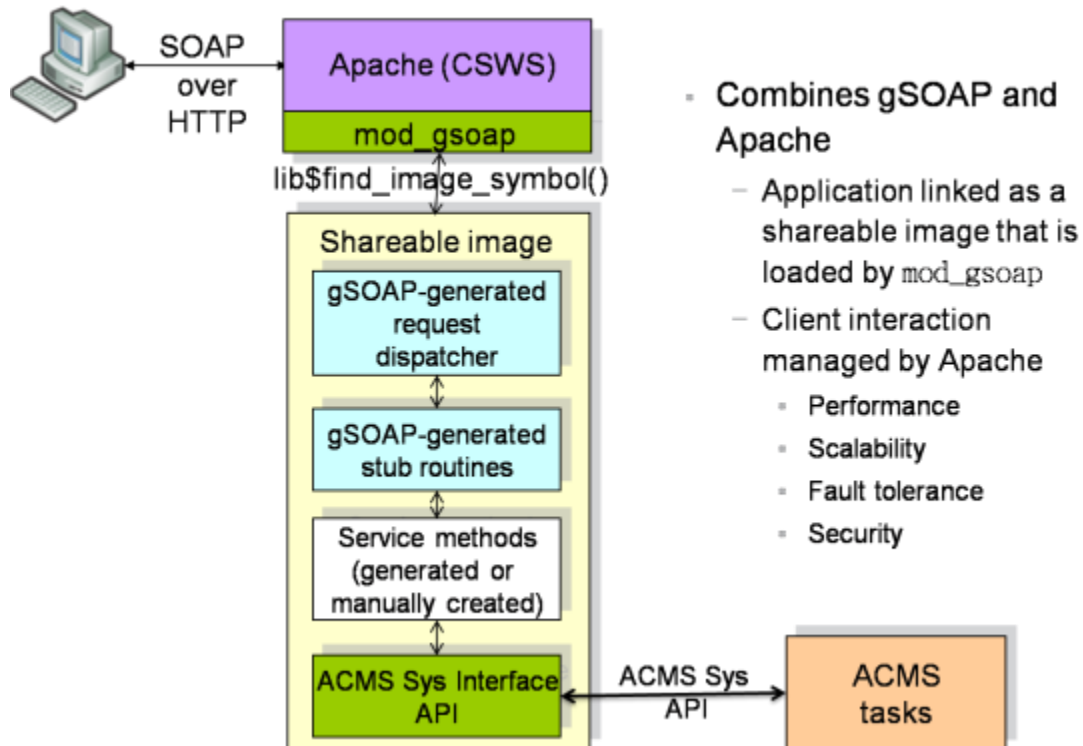 SOAP
over
HTTP
Apache (CSWS)
mod_gsoap
lib$find_image_symbol()
Shareable image
gSOAP-generated
request
dispatcher
gSOAP-generated
stub routines
Service methods
(generated or
manually created)
ACMS Sys Interface
API
ACMS Sys
API
ACMS
tasks
▪ Combines gSOAP and
Apache
– Application linked as a
shareable image that is
loaded by mod_gsoap
– Client interaction
managed by Apache
▪ Performance
▪ Scalability
▪ Fault tolerance
▪ Security